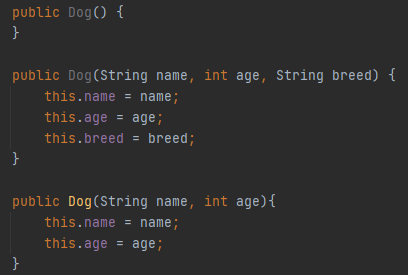 public Dog() {
}
public Dog(String name, int age, String breed) {
this.name = name;
this.age = age;
this.breed = breed;
}
public Dog(String name, int age){
this.name = name;
this.age = age;
}